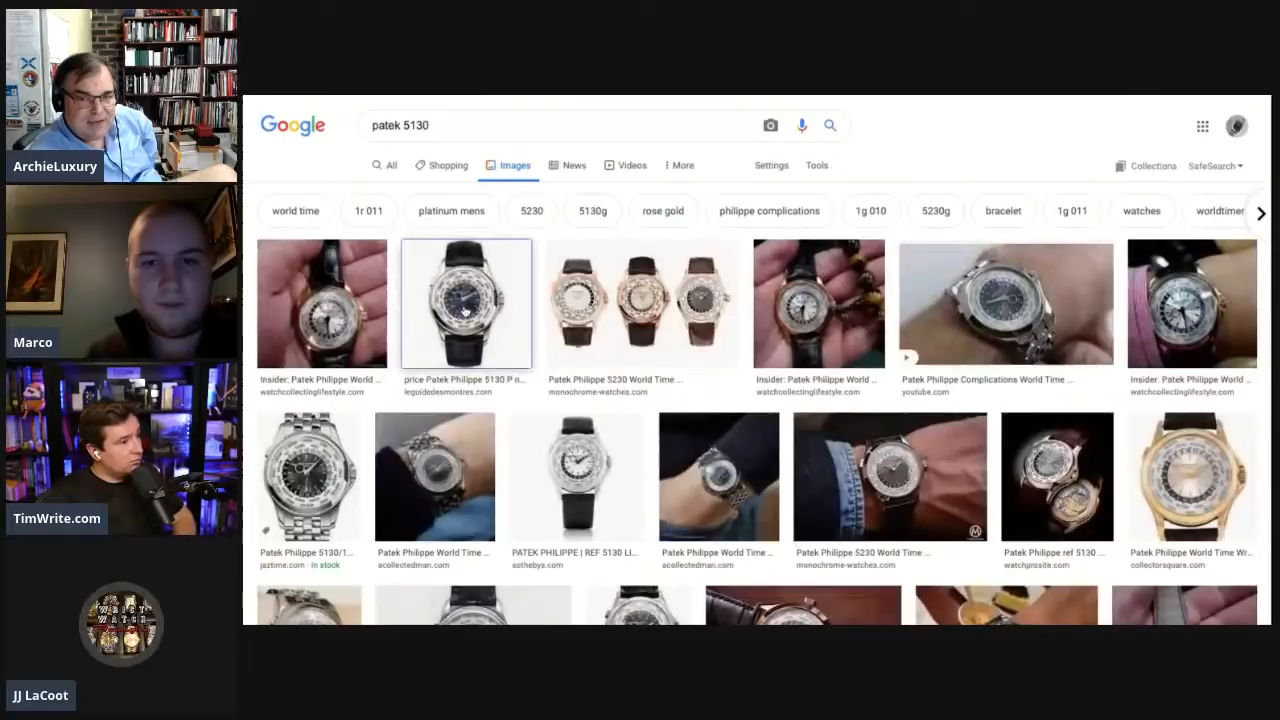 ArchieLuxury
Marco
TimWrite.com
WRIST
WATCH
JJ LaCoot
Google
patek 5130
All
Shopping
Images
News
Videos
More
Settings
Tools
Collections
SafeSearch
world time
1r 011
platinum mens
5230
5130g
rose gold
philippe complications
1g 010
5230g
bracelet
1g 011
watches
worldtimer
Insider: Patek Philippe World ...
watchcollectinglifestyle.com
price Patek Philippe 5130 P n...
leguidedesmontres.com
Patek Philippe 5230 World Time ...
monochrome-watches.com
Insider: Patek Philippe World ...
watchcollectinglifestyle.com
Patek Philippe Complications World Time ...
youtube.com
Insider: Patek Philippe World ...
watchcollectinglifestyle.com
Patek Philippe 5130/1...
jaztime.com · In stock
Patek Philippe World Time ...
acollectedman.com
PATEK PHILIPPE | REF 5130 LI...
sothebys.com
Patek Philippe World Time ...
acollectedman.com
Patek Philippe 5230 World Time ...
monochrome-watches.com
Patek Philippe ref 5130 ...
watchprosite.com
Patek Philippe World Time Wr...
collectorsquare.com